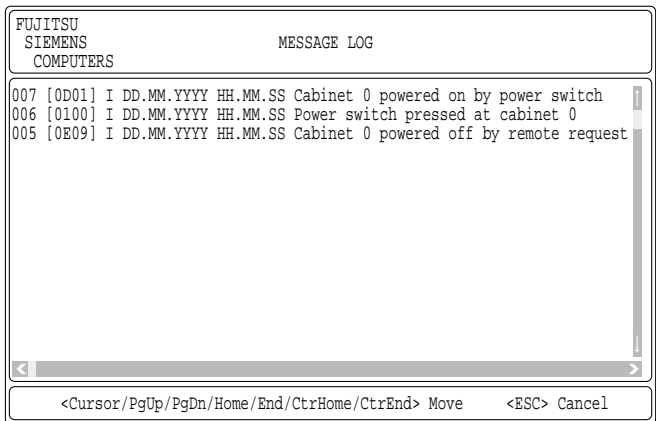 FUJITSU
SIEMENS MESSAGE LOG
COMPUTERS
007 [0D01] I DD.MM.YYYY HH.MM.SS Cabinet 0 powered on by power switch
006 [0100] I DD.MM.YYYY HH.MM.SS Power switch pressed at cabinet 0
005 [0E09] I DD.MM.YYYY HH.MM.SS Cabinet 0 powered off by remote request
<Cursor/PgUp/PgDn/Home/End/CtrHome/CtrEnd> Move <ESC> Cancel